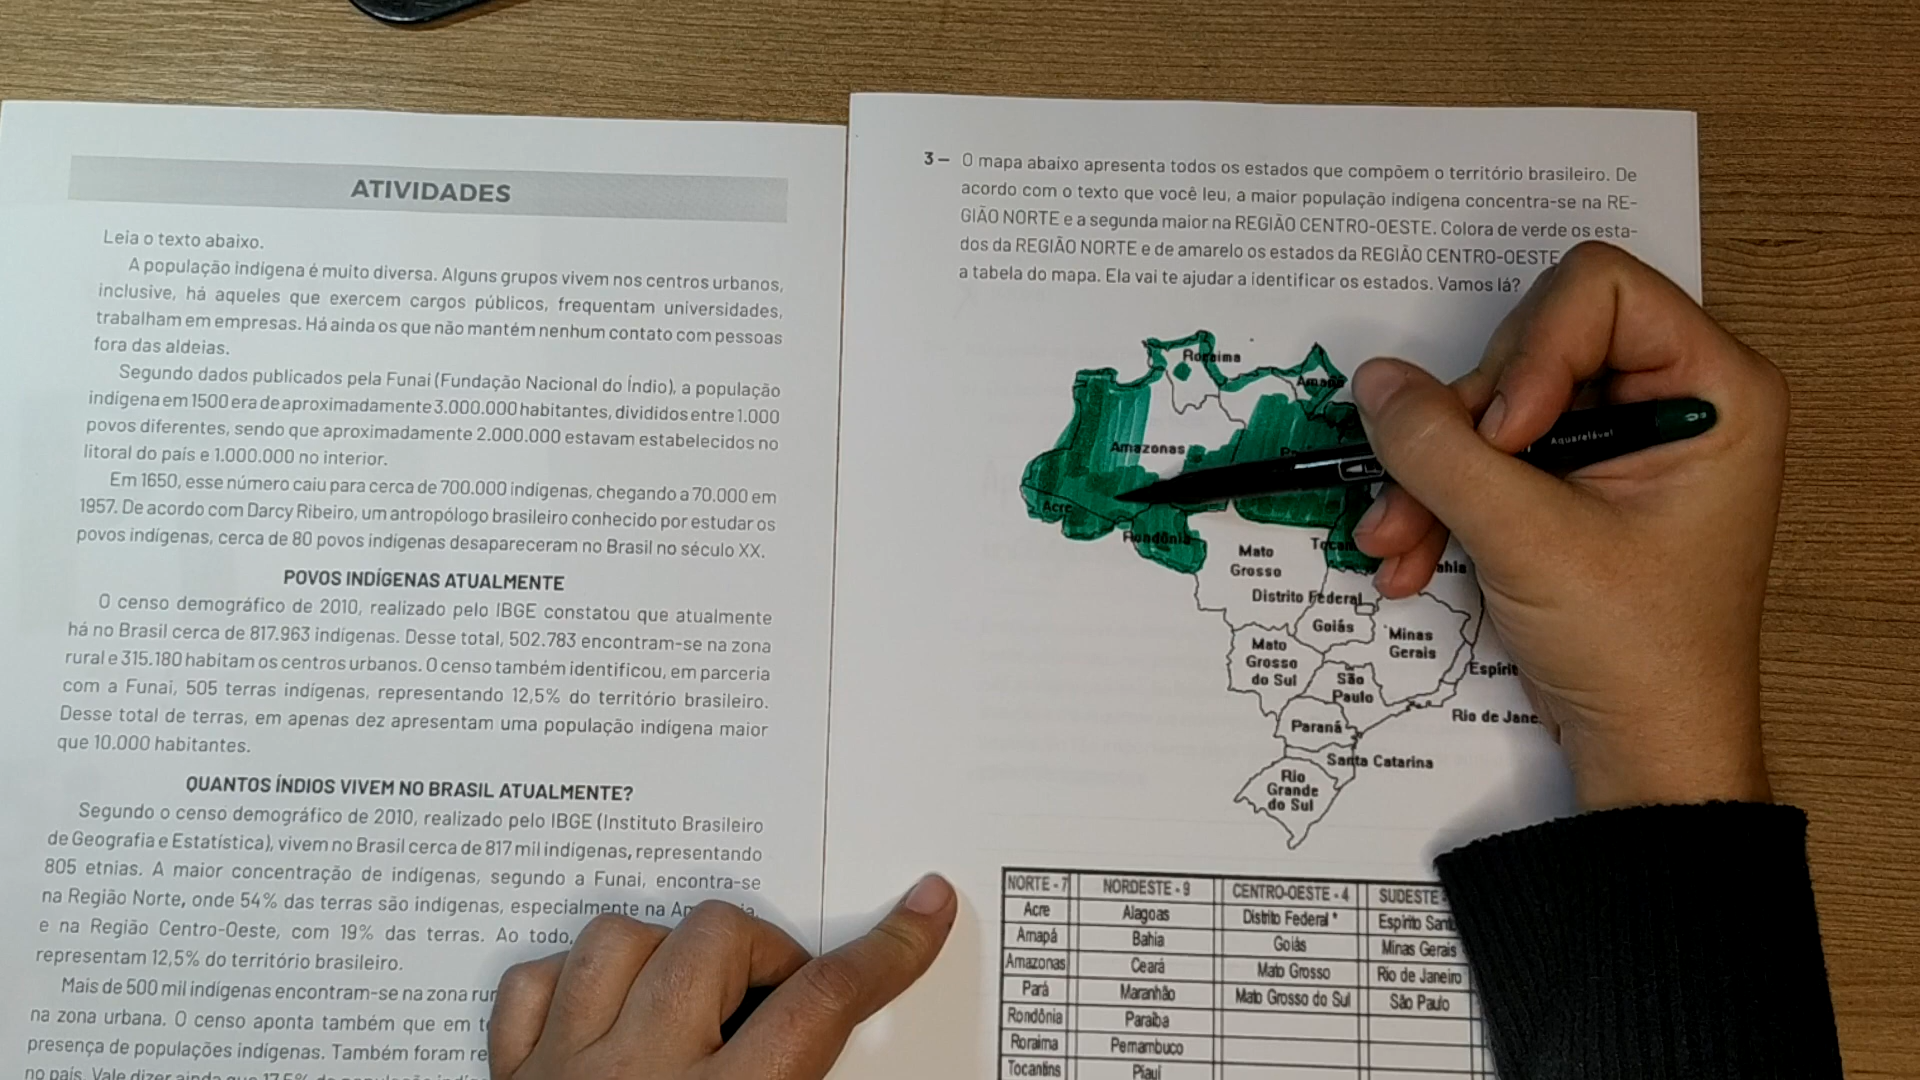 ATIVIDADES
Leia o texto abaixo.
A população indígena é muito diversa. Alguns grupos vivem nos centros urbanos,
inclusive, há aqueles que exercem cargos públicos, frequentam universidades,
trabalham em empresas. Há ainda os que não mantém nenhum contato com pessoas
fora das aldeias.
Segundo dados publicados pela Funai (Fundação Nacional do Índio), a população
indígena em 1500 era de aproximadamente 3.000.000 habitantes, divididos entre 1.000
povos diferentes, sendo que aproximadamente 2.000.000 estavam estabelecidos no
litoral do país e 1.000.000 no interior.
Em 1650, esse número caiu para cerca de 700.000 indígenas, chegando a 70.000 em
1957. De acordo com Darcy Ribeiro, um antropólogo brasileiro conhecido por estudar os
povos indígenas, cerca de 80 povos indígenas desapareceram no Brasil no século XX.
POVOS INDÍGENAS ATUALMENTE
O censo demográfico de 2010, realizado pelo IBGE constatou que atualmente
há no Brasil cerca de 817.963 indígenas. Desse total, 502.783 encontram-se na zona
rural e 315.180 habitam os centros urbanos. O censo também identificou, em parceria
com a Funai, 505 terras indígenas, representando 12,5% do território brasileiro.
Desse total de terras, em apenas dez apresentam uma população indígena maior
que 10.000 habitantes.
QUANTOS ÍNDIOS VIVEM NO BRASIL ATUALMENTE?
Segundo o censo demográfico de 2010, realizado pelo IBGE (Instituto Brasileiro
de Geografia e Estatística), vivem no Brasil cerca de 817 mil indígenas, representando
805 etnias. A maior concentração de indígenas, segundo a Funai, encontra-se
na Região Norte, onde 54% das terras são indígenas, especialmente na
e na Região Centro-Oeste, com 19% das terras. Ao todo,
representam 12,5% do território brasileiro.
Mais de 500 mil indígenas encontram-se na zona
na zona urbana. O censo aponta também que em
presença de populações indígenas. Também foram
no país. Vale dizer ainda que
3 – O mapa abaixo apresenta todos os estados que compõem o território brasileiro. De
acordo com o texto que você leu, a maior população indígena concentra-se na RE-
GIÃO NORTE e a segunda maior na REGIÃO CENTRO-OESTE. Colora de verde os esta-
dos da REGIÃO NORTE e de amarelo os estados da REGIÃO CENTRO-OESTE
a tabela do mapa. Ela vai te ajudar a identificar os estados. Vamos lá?
Roraima
Amapá
Amazonas
Acre
Rondônia
Mato
Grosso
Distrito Federal
Goiás
Minas
Gerais
Mato
Grosso
do Sul
São
Paulo
Rio de
Paraná
Santa Catarina
Rio
Grande
do Sul
Aquarelável
NORTE - 7 NORDESTE - 9 CENTRO-OESTE - 4 SUDESTE
Acre Alagoas Distrito Federal * Espírito
Amapá Bahia Goiás Minas Gerais
Amazonas Ceará Mato Grosso Rio de Janeiro
Pará Maranhão Mato Grosso do Sul São Paulo
Rondônia Paraíba
Roraima Pernambuco
Tocantins Piauí